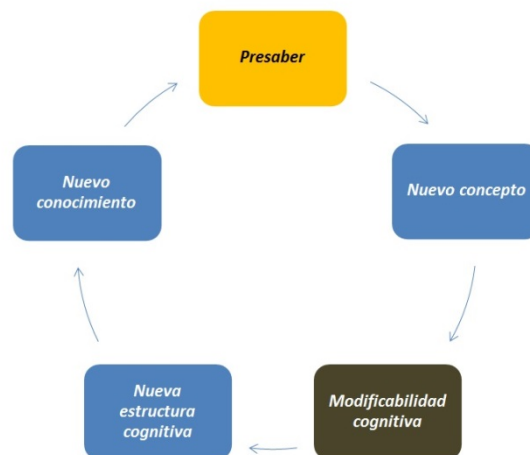 Presaber
Nuevo concepto
Modificabilidad
cognitiva
Nueva
estructura
cognitiva
Nuevo
conocimiento